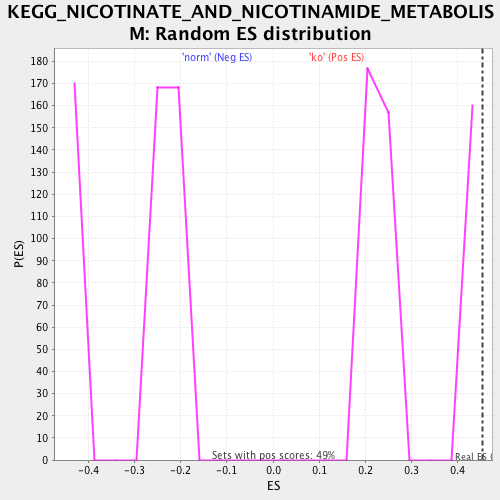 KEGG_NICOTINATE_AND_NICOTINAMIDE_METABOLIS
M: Random ES distribution
'norm' (Neg ES) 'ko' (Pos ES)
180
170
160
150
140
130
120
110
100
90
80
70
60
50
40
30
20
10
0
P(ES)
Sets with pos scores: 49%
Real ES (
-0.4 -0.3 -0.2 -0.1 0.0 0.1 0.2 0.3 0.4
ES